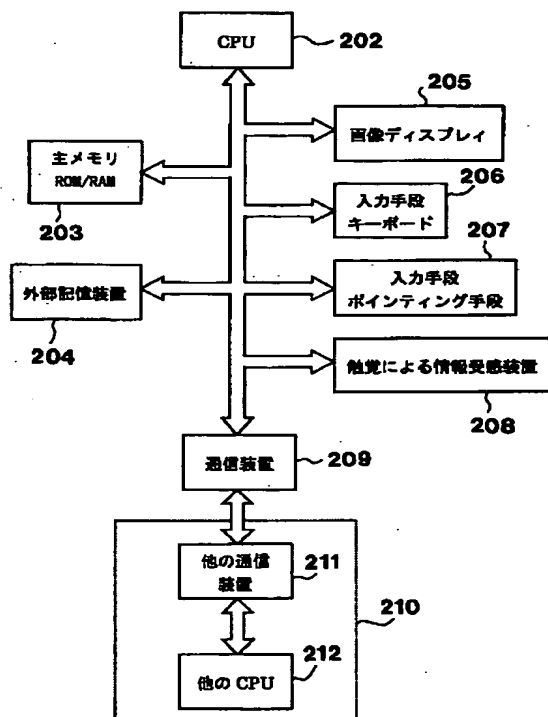 CPU
202
205
画像ディスプレイ
主メモリ
ROM/RAM
203
206
入力手段
キーボード
207
外部記信装置
204
入力手段
ポインティング手段
触覚による情報受感装置
208
通信装置
209
他の通信
装置
211
210
212
他の CPU